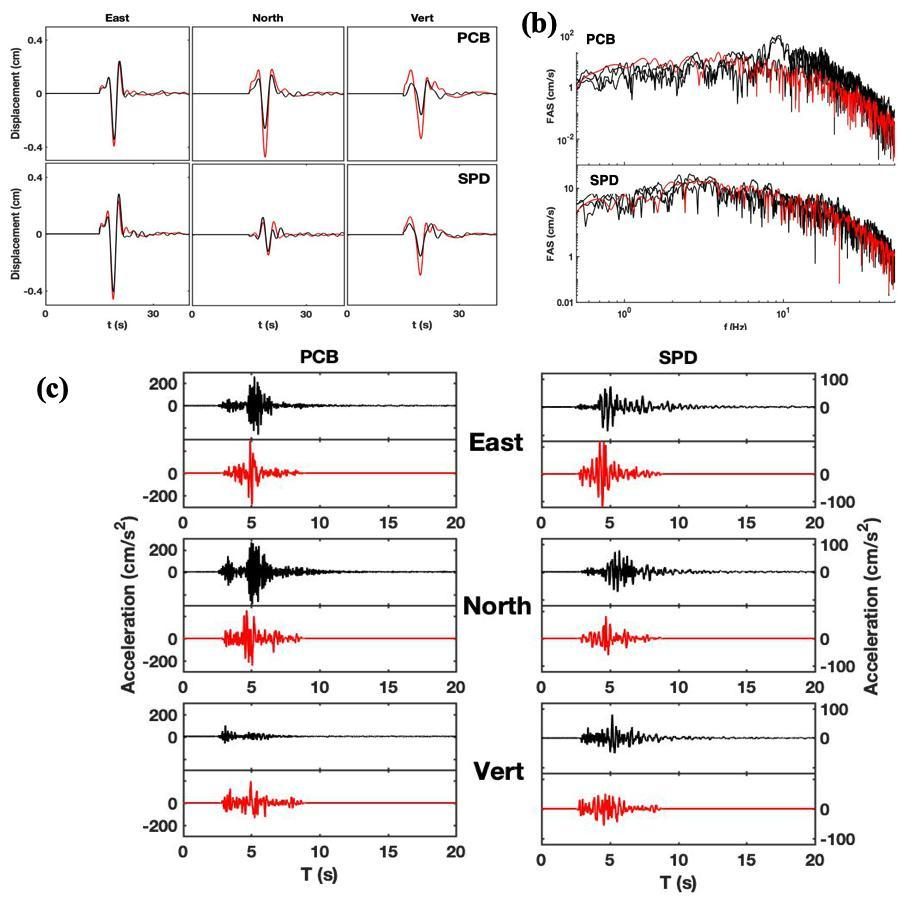 East North Vert
(b)
PCB
0.4
0
-0.4
Displacement (cm)
SPD
0.4
0
-0.4
Displacement (cm)
0 30 0 30 0 30
t (s) t (s) t (s)
PCB
10²
1
10⁻²
FAS (cm/s)
SPD
10
1
0.01
FAS (cm/s)
10⁰ 10¹
f (Hz)
(c)
PCB SPD
200
0
0
-200
100
0
0
-100
East
0 5 10 15 20 0 5 10 15 20
200
0
0
-200
100
0
0
-100
North
0 5 10 15 20 0 5 10 15 20
200
0
0
-200
100
0
0
-100
Vert
0 5 10 15 20 0 5 10 15 20
T (s) T (s)
Acceleration (cm/s²)
Acceleration (cm/s²)